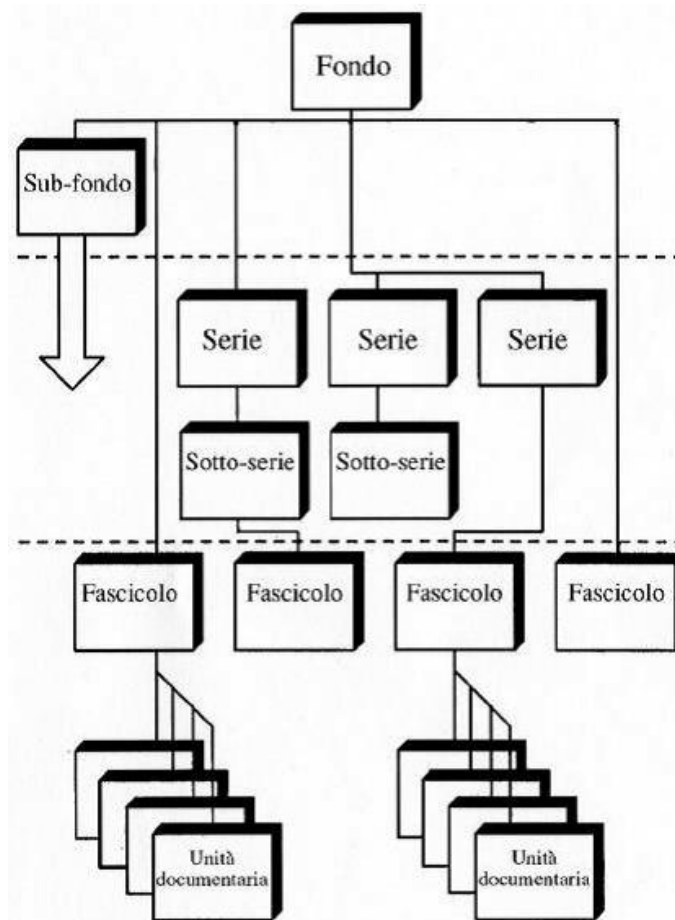 Fondo
Sub-fondo
Serie
Serie
Serie
Sotto-serie
Sotto-serie
Fascicolo
Fascicolo
Fascicolo
Fascicolo
Unità
documentaria
Unità
documentaria